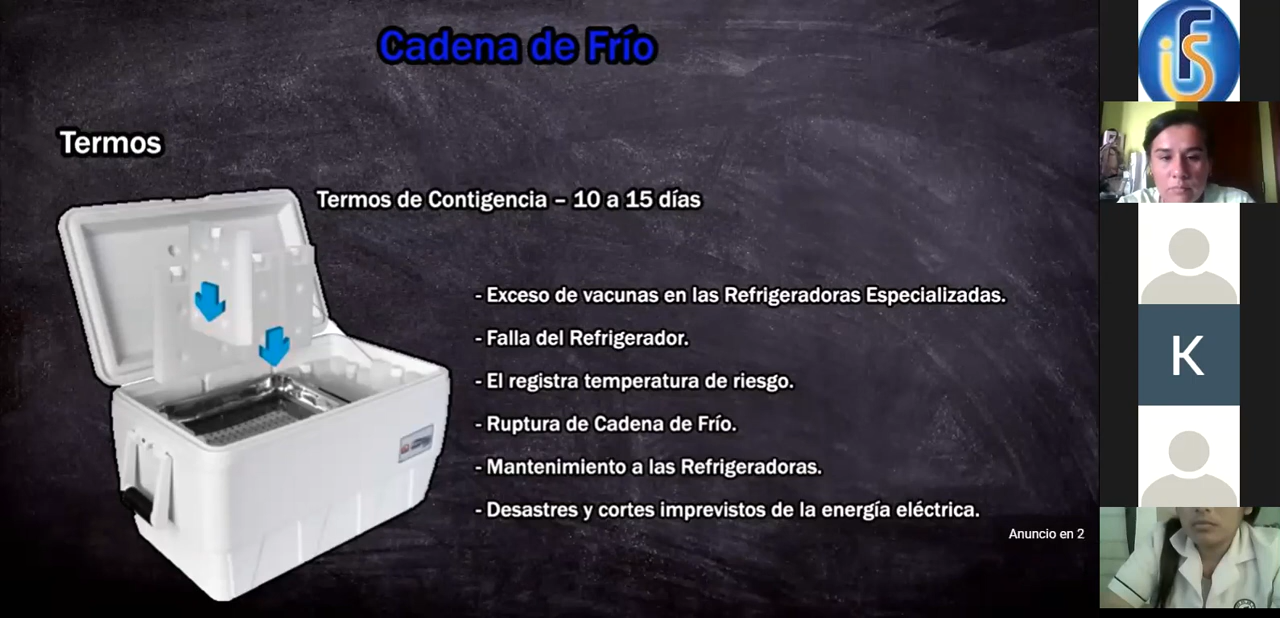 Cadena de Frío
Termos
Termos de Contigencia – 10 a 15 días
- Exceso de vacunas en las Refrigeradoras Especializadas.
- Falla del Refrigerador.
- El registra temperatura de riesgo.
- Ruptura de Cadena de Frío.
- Mantenimiento a las Refrigeradoras.
- Desastres y cortes imprevistos de la energía eléctrica.
Anuncio en 2
K